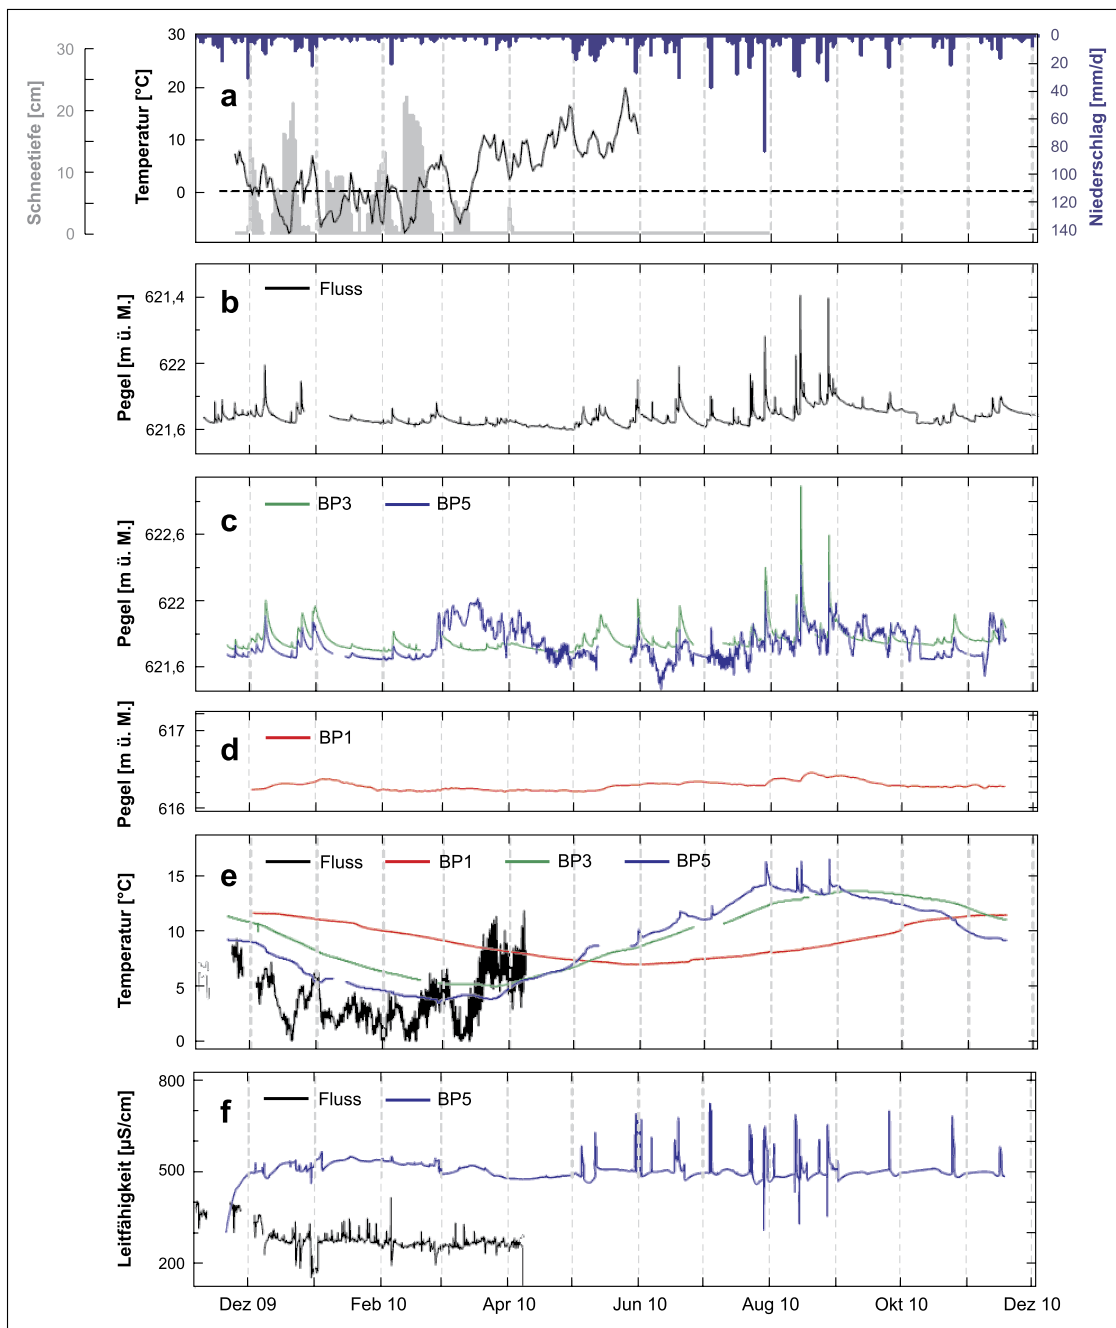 a
Schneetiefe [cm]
30
20
10
0
Temperatur [°C]
30
20
10
0
Niederschlag [mm/d]
0
20
40
60
80
100
120
140
b
Fluss
Pegel [m ü. M.]
621,4
622
621,6
c
BP3 BP5
Pegel [m ü. M.]
622,6
622
621,6
d
BP1
Pegel [m ü. M.]
617
616
e
Fluss BP1 BP3 BP5
Temperatur [°C]
15
10
5
0
f
Fluss BP5
Leitfähigkeit [µS/cm]
800
500
200
Dez 09 Feb 10 Apr 10 Jun 10 Aug 10 Okt 10 Dez 10